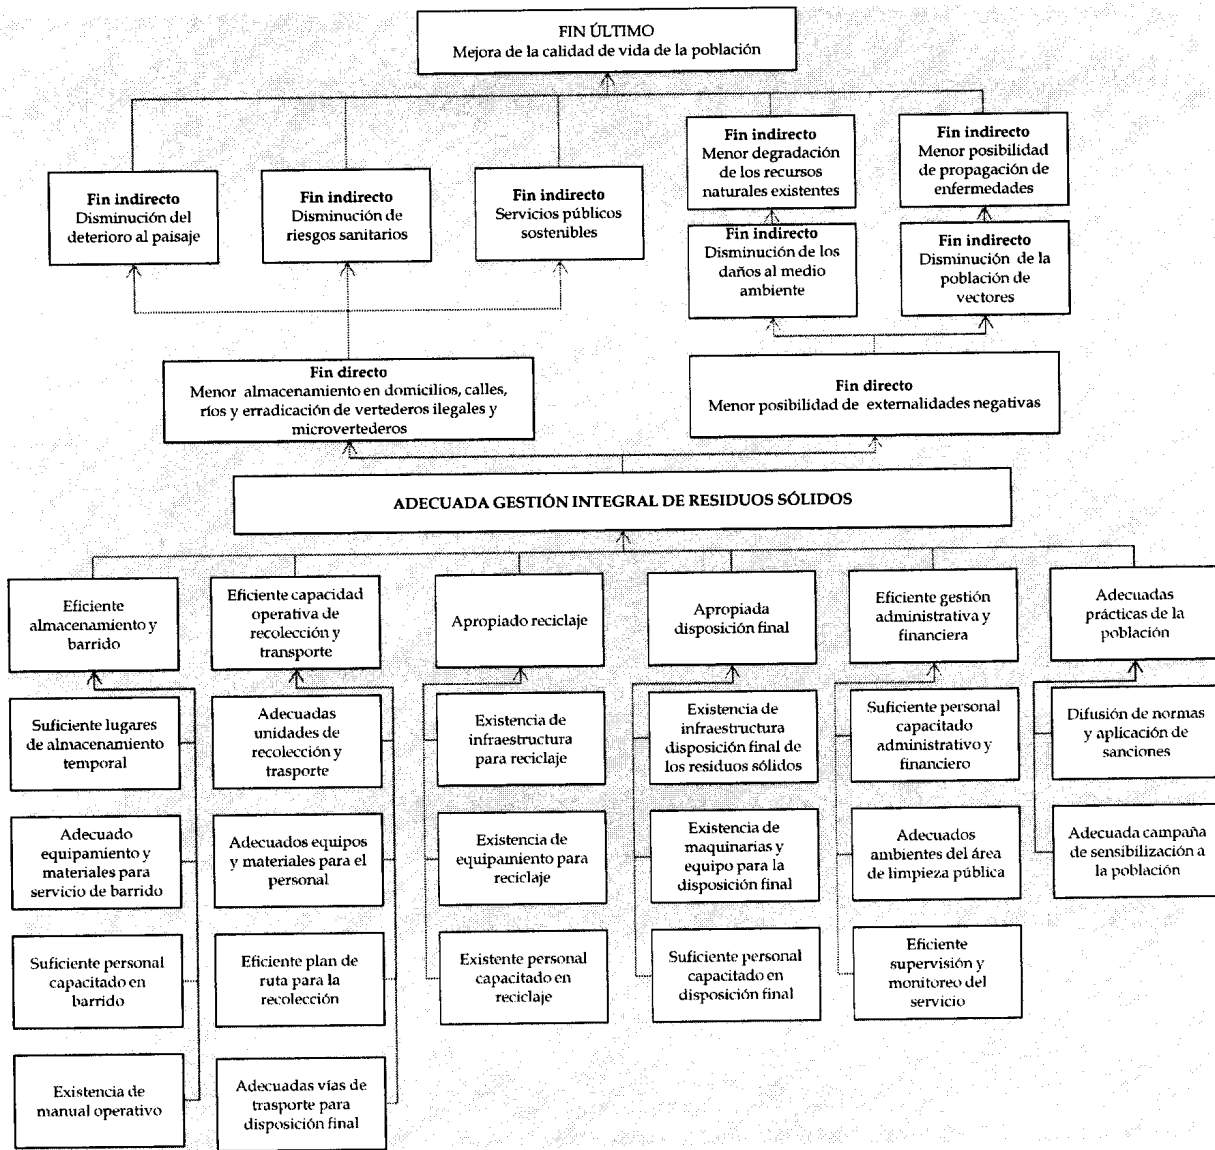 FIN ÚLTIMO
Mejora de la calidad de vida de la población
Fin indirecto
Disminución del
deterioro al paisaje
Fin indirecto
Disminución de
riesgos sanitarios
Fin indirecto
Servicios públicos
sostenibles
Fin indirecto
Menor degradación
de los recursos
naturales existentes
Fin indirecto
Menor posibilidad
de propagación de
enfermedades
Fin indirecto
Disminución de los
daños al medio
ambiente
Fin indirecto
Disminución de la
población de
vectores
Fin directo
Menor almacenamiento en domicilios, calles,
ríos y erradicación de vertederos ilegales y
microvertederos
Fin directo
Menor posibilidad de externalidades negativas
ADECUADA GESTIÓN INTEGRAL DE RESIDUOS SÓLIDOS
Eficiente
almacenamiento y
barrido
Eficiente capacidad
operativa de
recolección y
transporte
Apropiado reciclaje
Apropiada
disposición final
Eficiente gestión
administrativa y
financiera
Adecuadas
prácticas de la
población
Suficiente lugares
de almacenamiento
temporal
Adecuadas
unidades de
recolección y
trasporte
Existencia de
infraestructura
para reciclaje
Existencia de
infraestructura
disposición final de
los residuos sólidos
Suficiente personal
capacitado
administrativo y
financiero
Difusión de normas
y aplicación de
sanciones
Adecuado
equipamiento y
materiales para
servicio de barrido
Adecuados equipos
y materiales para el
personal
Existencia de
equipamiento para
reciclaje
Existencia de
maquinarias y
equipo para la
disposición final
Adecuados
ambientes del área
de limpieza pública
Adecuada campaña
de sensibilización a
la población
Suficiente personal
capacitado en
barrido
Eficiente plan de
ruta para la
recolección
Existente personal
capacitado en
reciclaje
Suficiente personal
capacitado en
disposición final
Eficiente
supervisión y
monitoreo del
servicio
Existencia de
manual operativo
Adecuadas vías de
trasporte para
disposición final